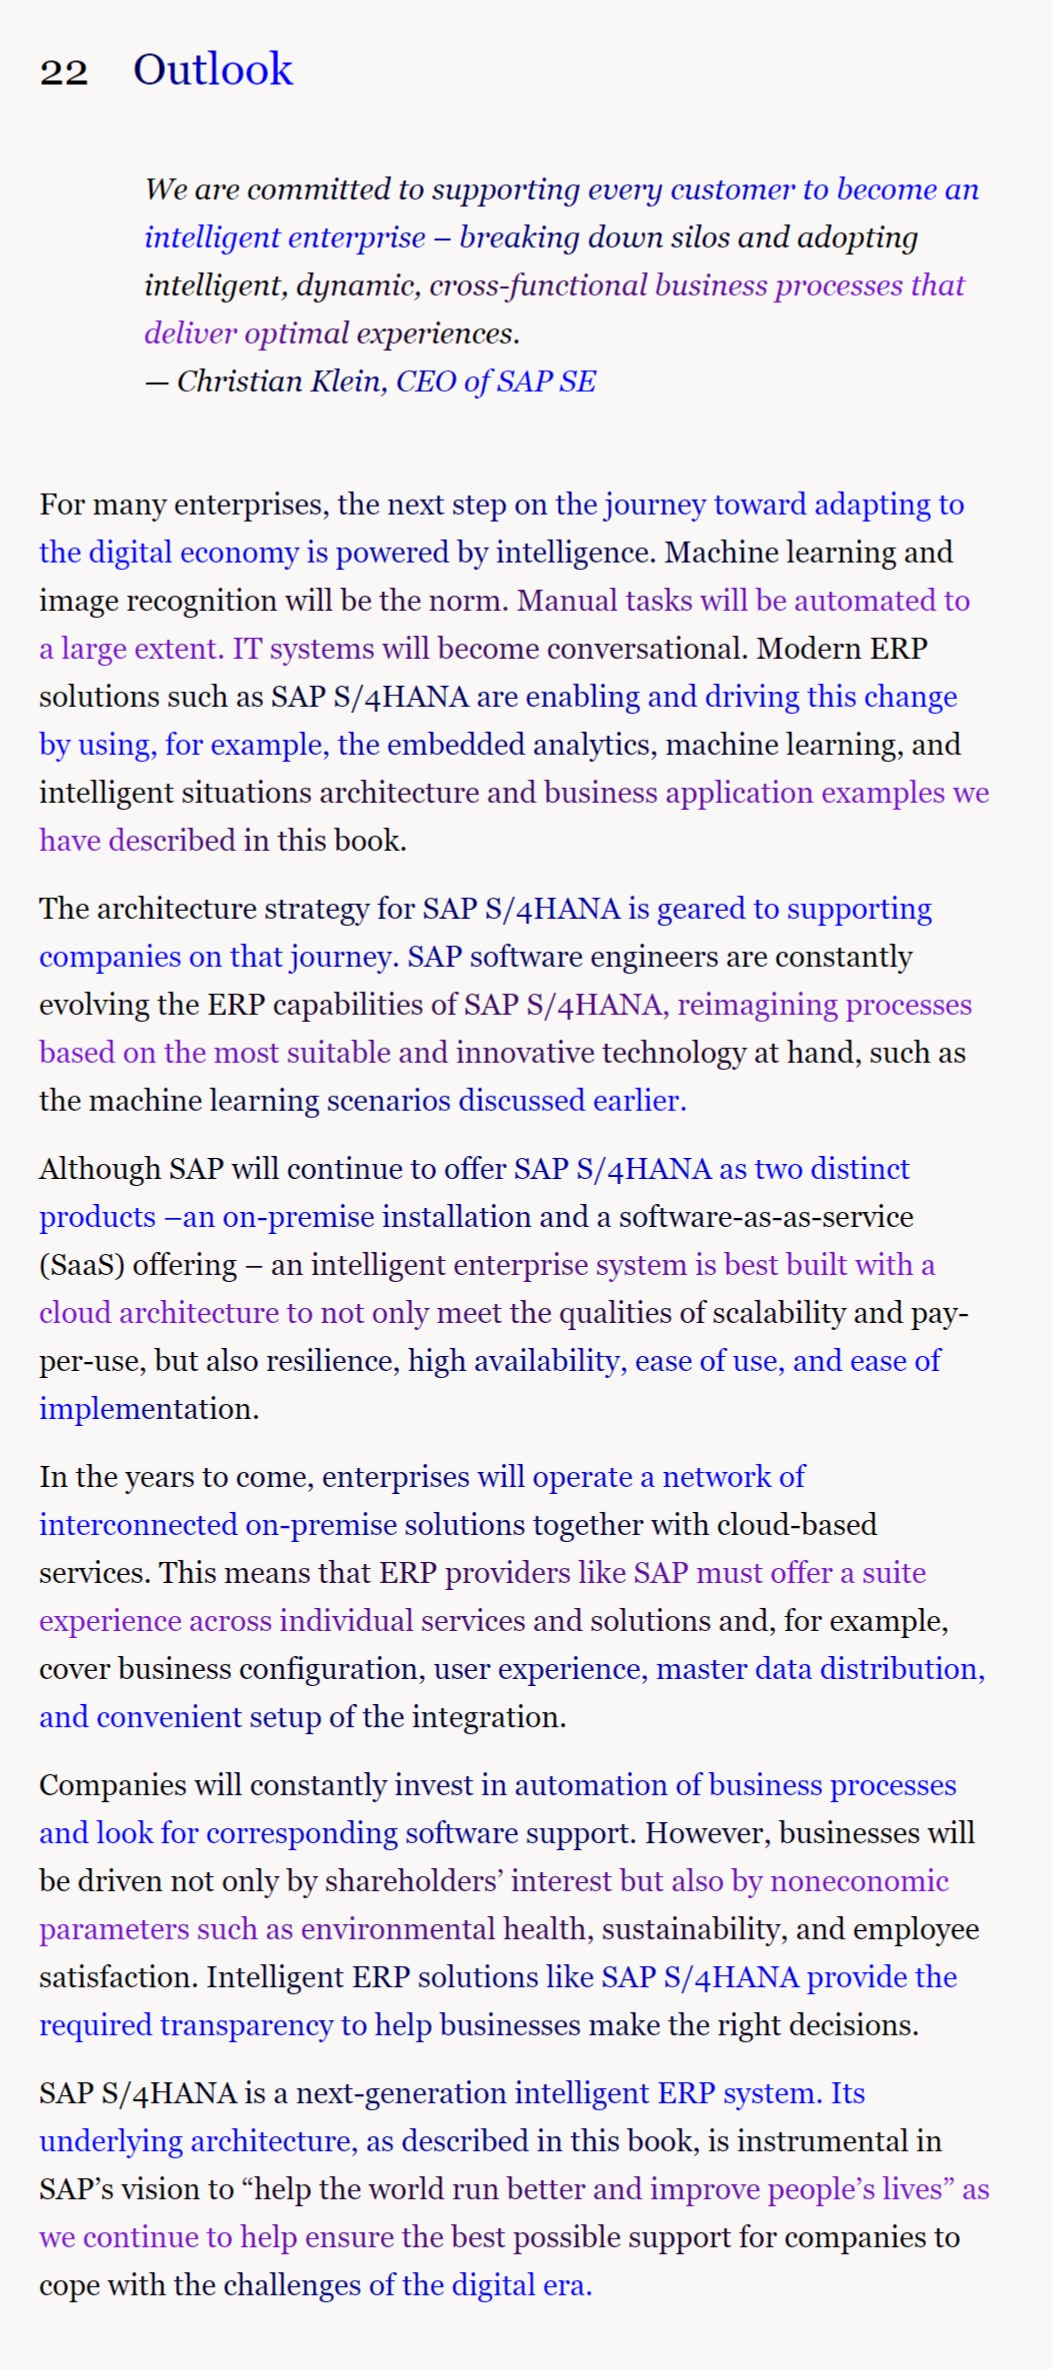 22 Outlook
We are committed to supporting every customer to become an
intelligent enterprise – breaking down silos and adopting
intelligent, dynamic, cross-functional business processes that
deliver optimal experiences.
— Christian Klein, CEO of SAP SE
For many enterprises, the next step on the journey toward adapting to
the digital economy is powered by intelligence. Machine learning and
image recognition will be the norm. Manual tasks will be automated to
a large extent. IT systems will become conversational. Modern ERP
solutions such as SAP S/4HANA are enabling and driving this change
by using, for example, the embedded analytics, machine learning, and
intelligent situations architecture and business application examples we
have described in this book.
The architecture strategy for SAP S/4HANA is geared to supporting
companies on that journey. SAP software engineers are constantly
evolving the ERP capabilities of SAP S/4HANA, reimagining processes
based on the most suitable and innovative technology at hand, such as
the machine learning scenarios discussed earlier.
Although SAP will continue to offer SAP S/4HANA as two distinct
products –an on-premise installation and a software-as-as-service
(SaaS) offering – an intelligent enterprise system is best built with a
cloud architecture to not only meet the qualities of scalability and pay-
per-use, but also resilience, high availability, ease of use, and ease of
implementation.
In the years to come, enterprises will operate a network of
interconnected on-premise solutions together with cloud-based
services. This means that ERP providers like SAP must offer a suite
experience across individual services and solutions and, for example,
cover business configuration, user experience, master data distribution,
and convenient setup of the integration.
Companies will constantly invest in automation of business processes
and look for corresponding software support. However, businesses will
be driven not only by shareholders’ interest but also by noneconomic
parameters such as environmental health, sustainability, and employee
satisfaction. Intelligent ERP solutions like SAP S/4HANA provide the
required transparency to help businesses make the right decisions.
SAP S/4HANA is a next-generation intelligent ERP system. Its
underlying architecture, as described in this book, is instrumental in
SAP’s vision to “help the world run better and improve people’s lives” as
we continue to help ensure the best possible support for companies to
cope with the challenges of the digital era.